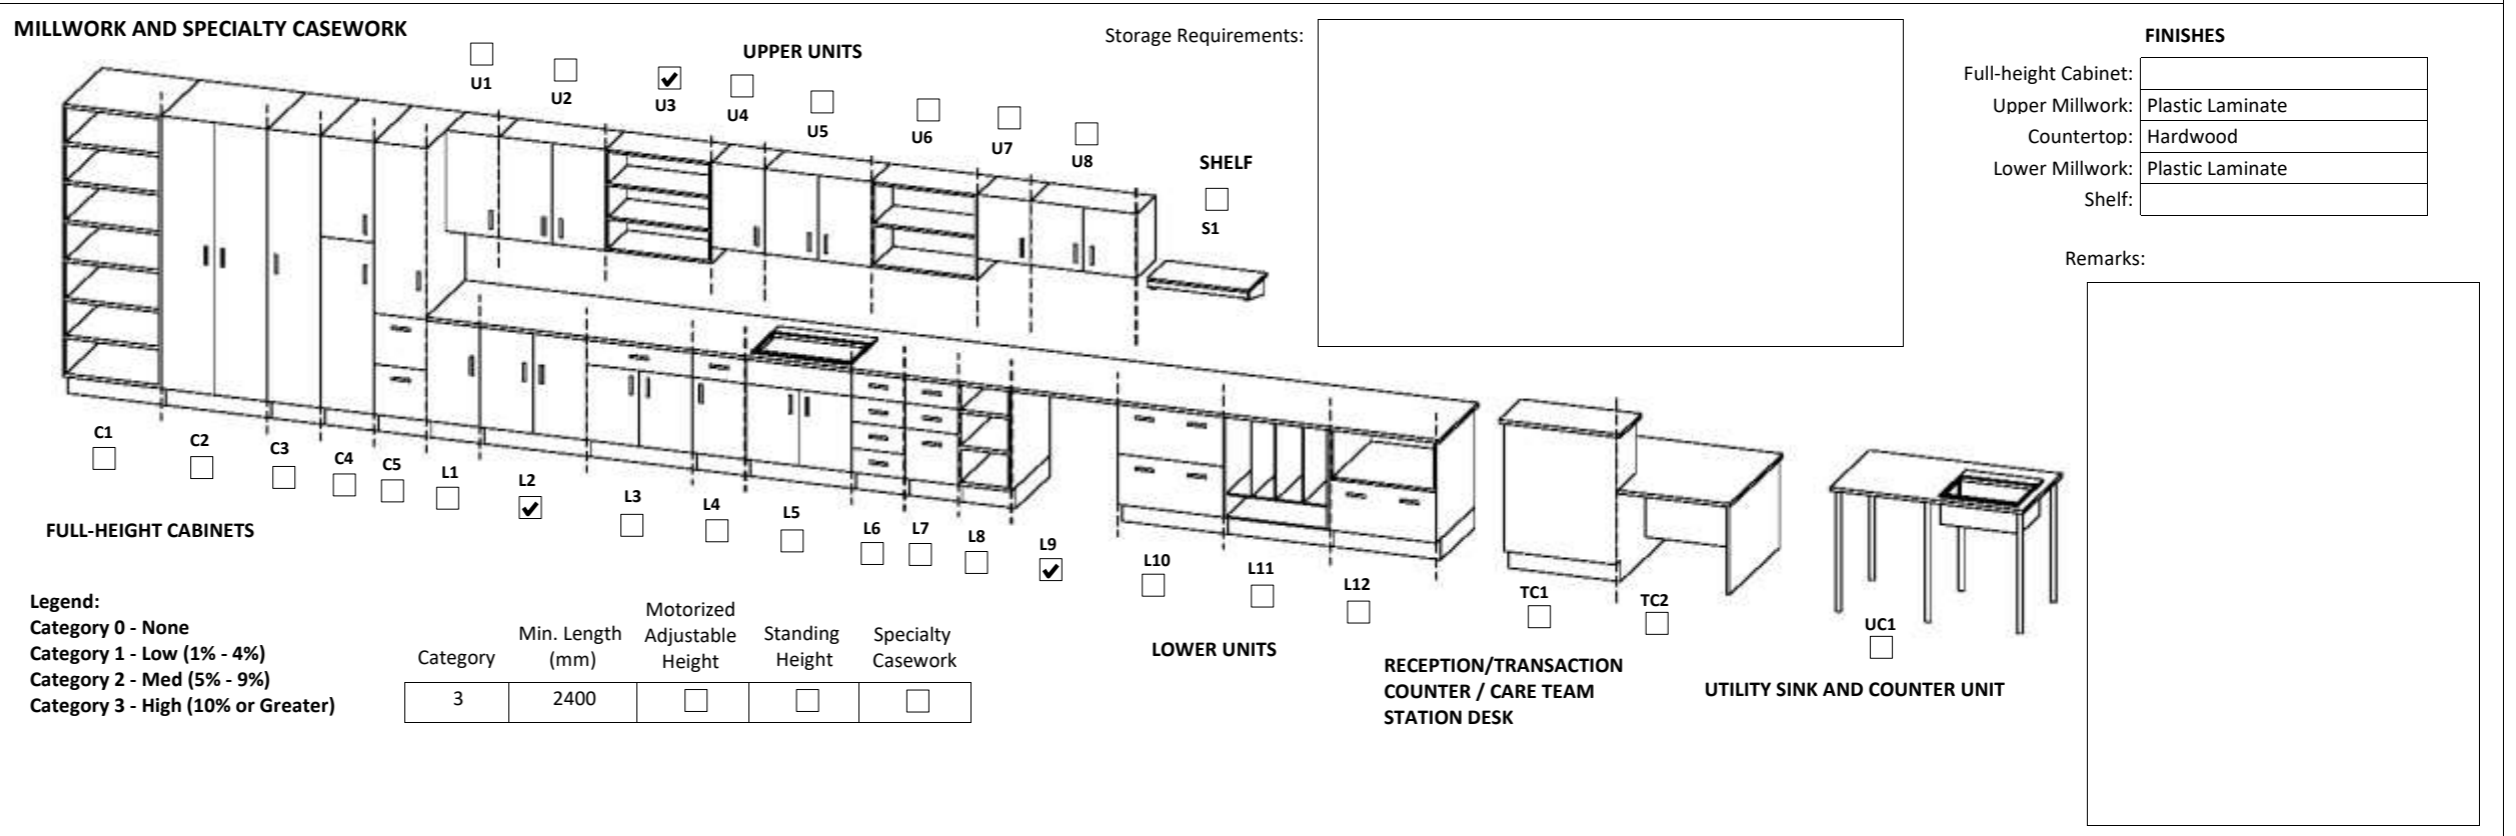 MILLWORK AND SPECIALTY CASEWORK
UPPER UNITS
U1
U2
U3
U4
U5
U6
U7
U8
SHELF
S1
Storage Requirements:
FINISHES
Full-height Cabinet:
Upper Millwork: Plastic Laminate
Countertop: Hardwood
Lower Millwork: Plastic Laminate
Shelf:
Remarks:
C1
C2
C3
C4
C5
L1
L2
L3
L4
L5
L6
L7
L8
L9
L10
L11
L12
TC1
TC2
UC1
FULL-HEIGHT CABINETS
LOWER UNITS
RECEPTION/TRANSACTION
COUNTER / CARE TEAM
STATION DESK
UTILITY SINK AND COUNTER UNIT
Legend:
Category 0 - None
Category 1 - Low (1% - 4%)
Category 2 - Med (5% - 9%)
Category 3 - High (10% or Greater)
Category
Min. Length
(mm)
Motorized
Adjustable
Height
Standing
Height
Specialty
Casework
3
2400